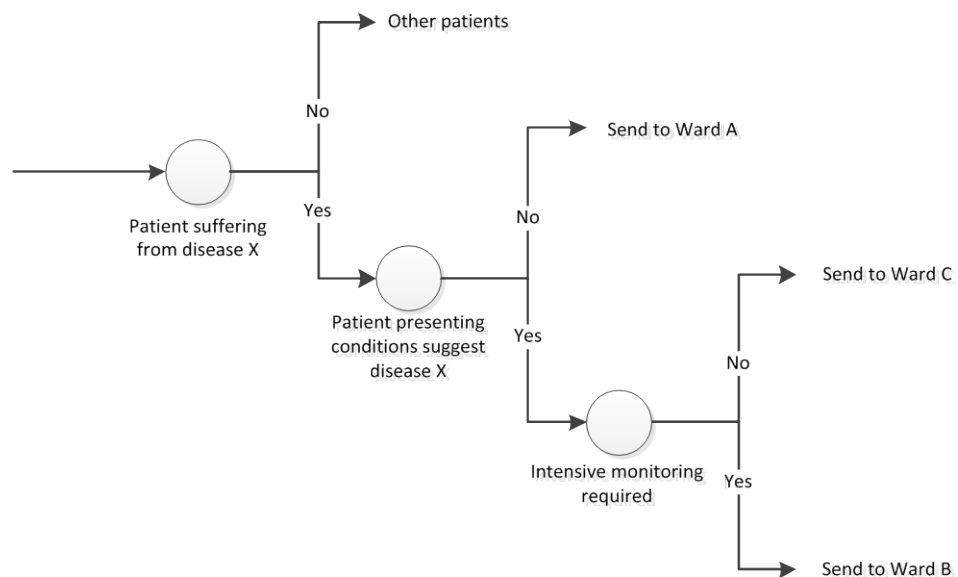 Other patients
No
Send to Ward A
Patient suffering
from disease X
Yes
No
Send to Ward C
Patient presenting
conditions suggest
disease X
Yes
No
Intensive monitoring
required
Yes
Send to Ward B